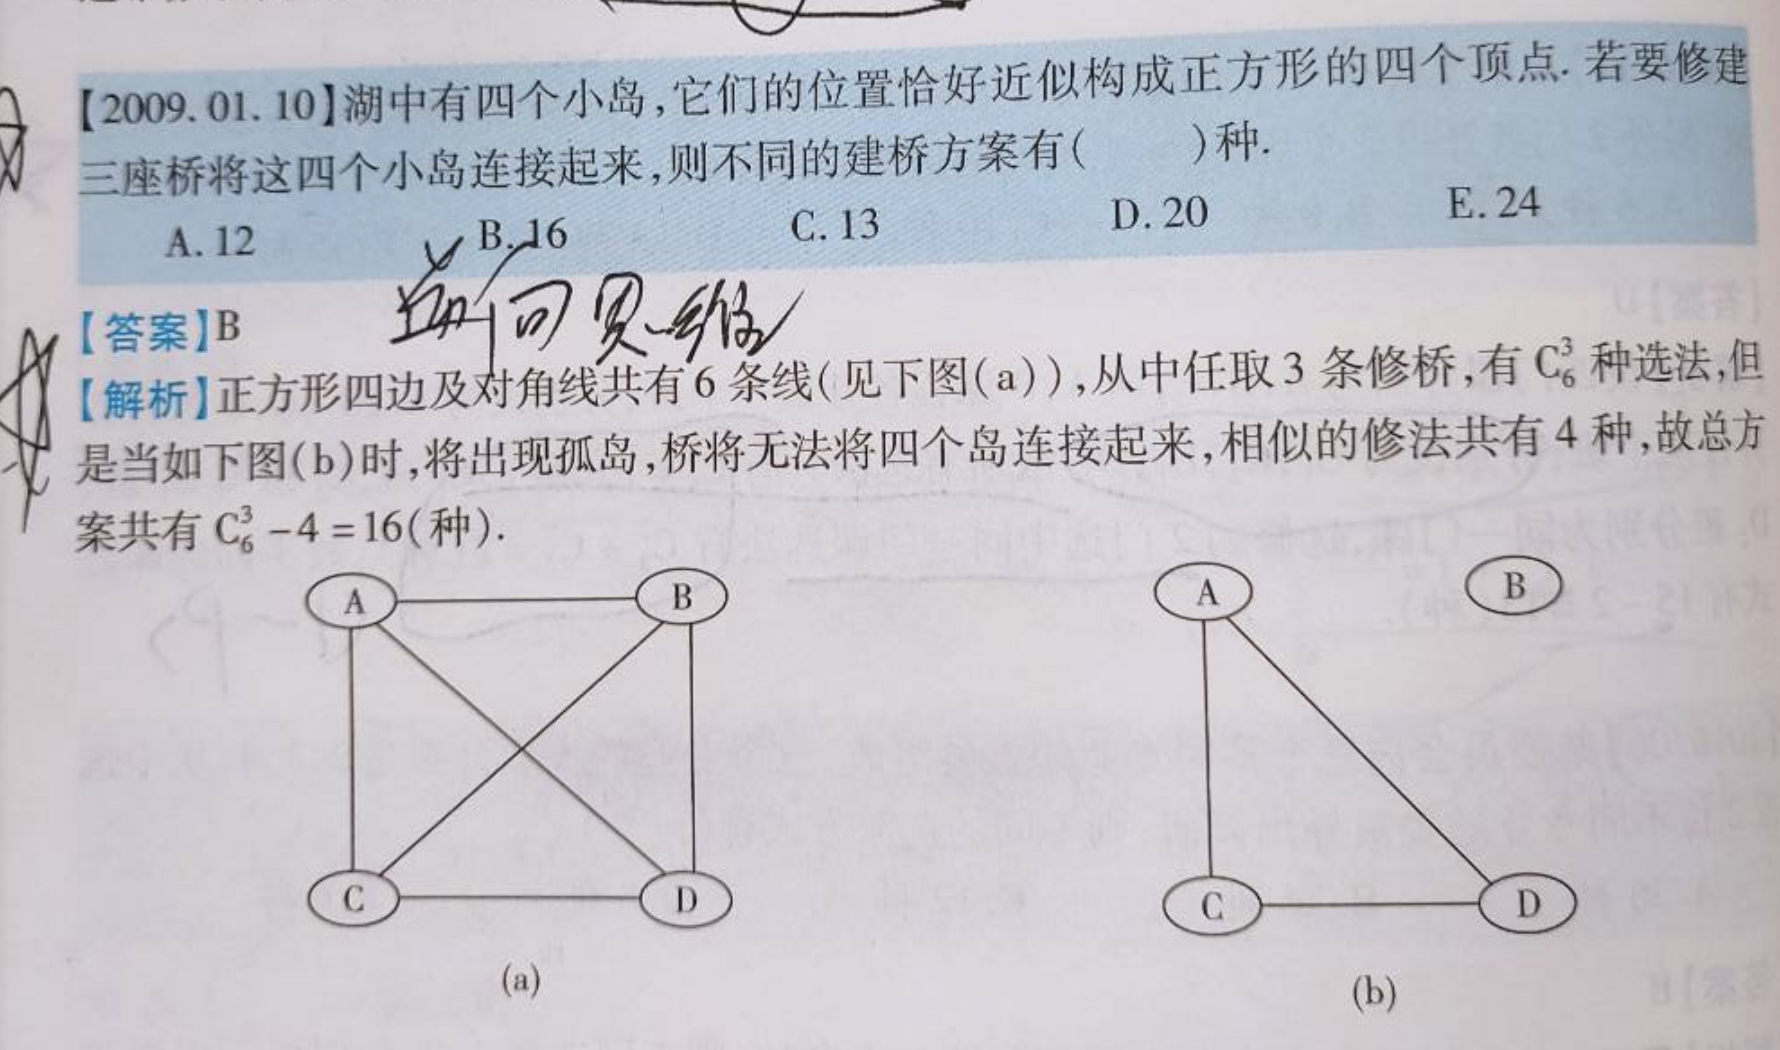 【2009.01.10】湖中有四个小岛,它们的位置恰好近似构成正方形的四个顶点.若要修建
三座桥将这四个小岛连接起来,则不同的建桥方案有(  )种.
A.12 B.16 C.13 D.20 E.24
【答案】B
【解析】正方形四边及对角线共有6条线(见下图(a)),从中任取3条修桥,有C₆³种选法,但
是当如下图(b)时,将出现孤岛,桥将无法将四个岛连接起来,相似的修法共有4种,故总方
案共有C₆³-4=16(种).
A B A B
C D C D
(a) (b)